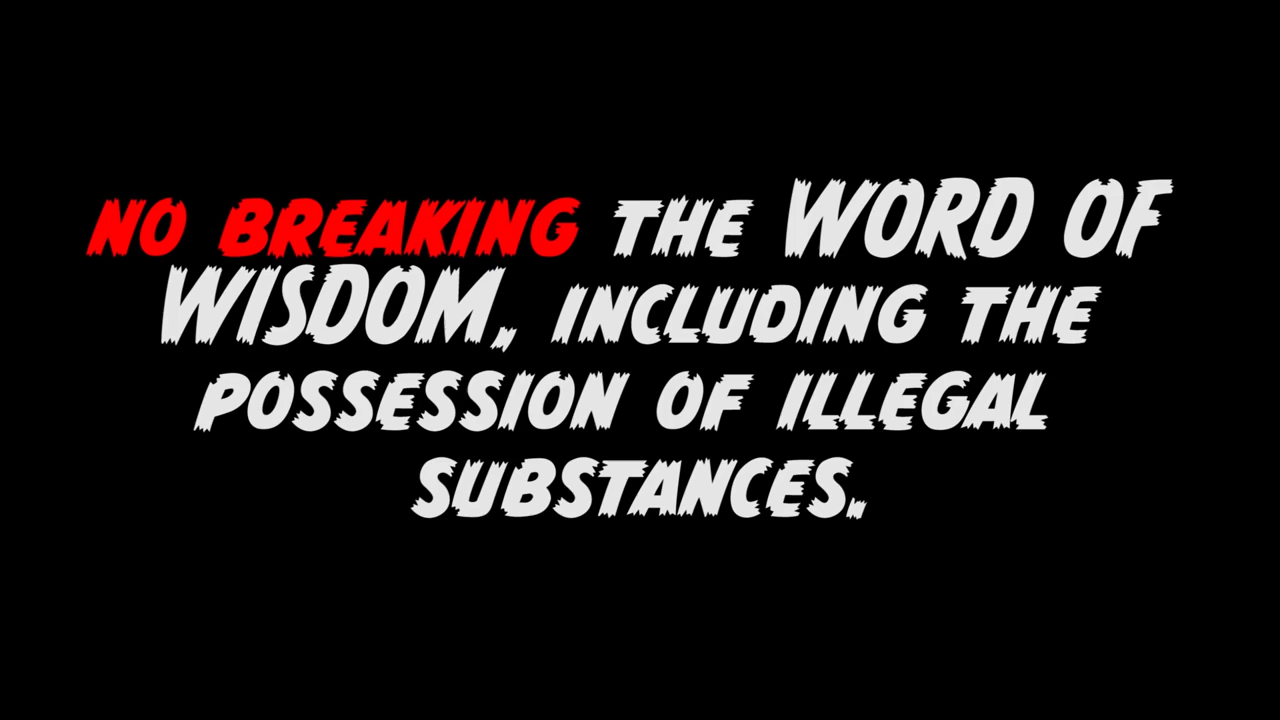 NO BREAKING THE WORD OF
WISDOM, INCLUDING THE
POSSESSION OF ILLEGAL
SUBSTANCES.